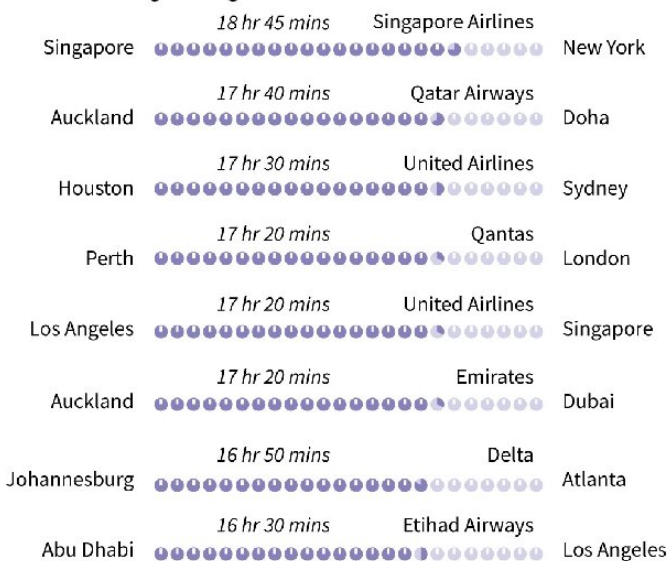 18 hr 45 mins Singapore Airlines
Singapore New York
17 hr 40 mins Qatar Airways
Auckland Doha
17 hr 30 mins United Airlines
Houston Sydney
17 hr 20 mins Qantas
Perth London
17 hr 20 mins United Airlines
Los Angeles Singapore
17 hr 20 mins Emirates
Auckland Dubai
16 hr 50 mins Delta
Johannesburg Atlanta
16 hr 30 mins Etihad Airways
Abu Dhabi Los Angeles